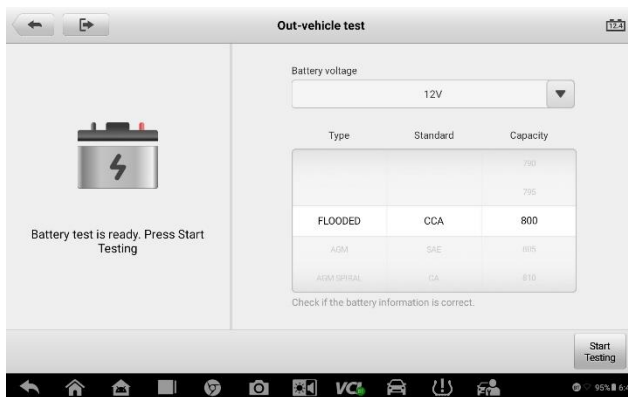 Out-vehicle test
12.4
Battery voltage
12V
Type Standard Capacity
790
795
FLOODED CCA 800
AGM SAE 805
AGM SPIRAL CA 810
Battery test is ready. Press Start
Testing
Check if the battery information is correct.
Start
Testing
VCI
95%